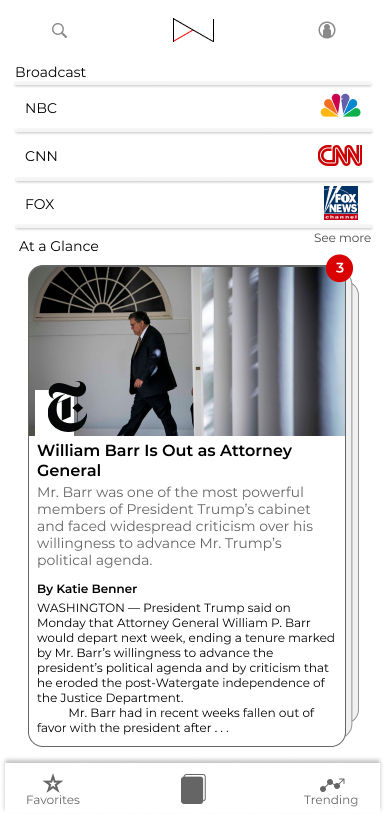 Broadcast
NBC
CNN
CNN
FOX
FOX
NEWS
channel
See more
At a Glance
3
T
William Barr Is Out as Attorney
General
Mr. Barr was one of the most powerful
members of President Trump's cabinet
and faced widespread criticism over his
willingness to advance Mr. Trump's
political agenda.
By Katie Benner
WASHINGTON — President Trump said on
Monday that Attorney General William P. Barr
would depart next week, ending a tenure marked
by Mr. Barr's willingness to advance the
president's political agenda and by criticism that
he eroded the post-Watergate independence of
the Justice Department.
Mr. Barr had in recent weeks fallen out of
favor with the president after . . .
Favorites
Trending